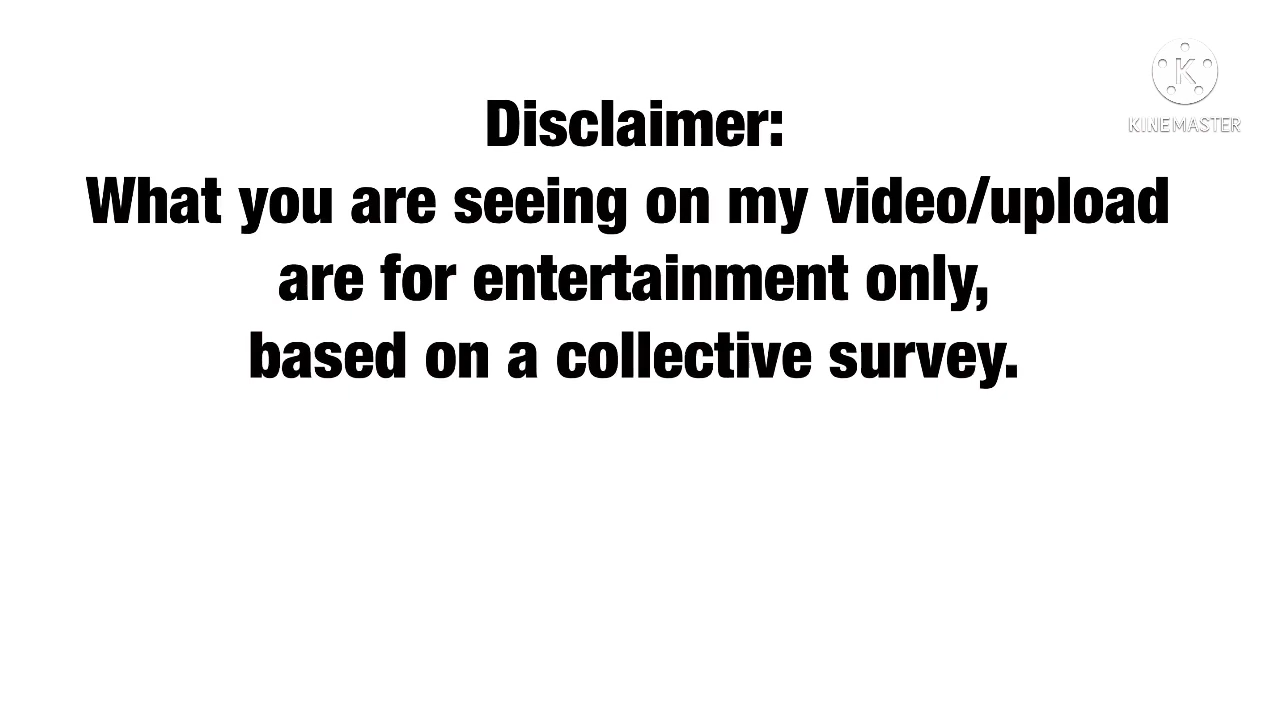 KINEMASTER
Disclaimer:
What you are seeing on my video/upload
are for entertainment only,
based on a collective survey.